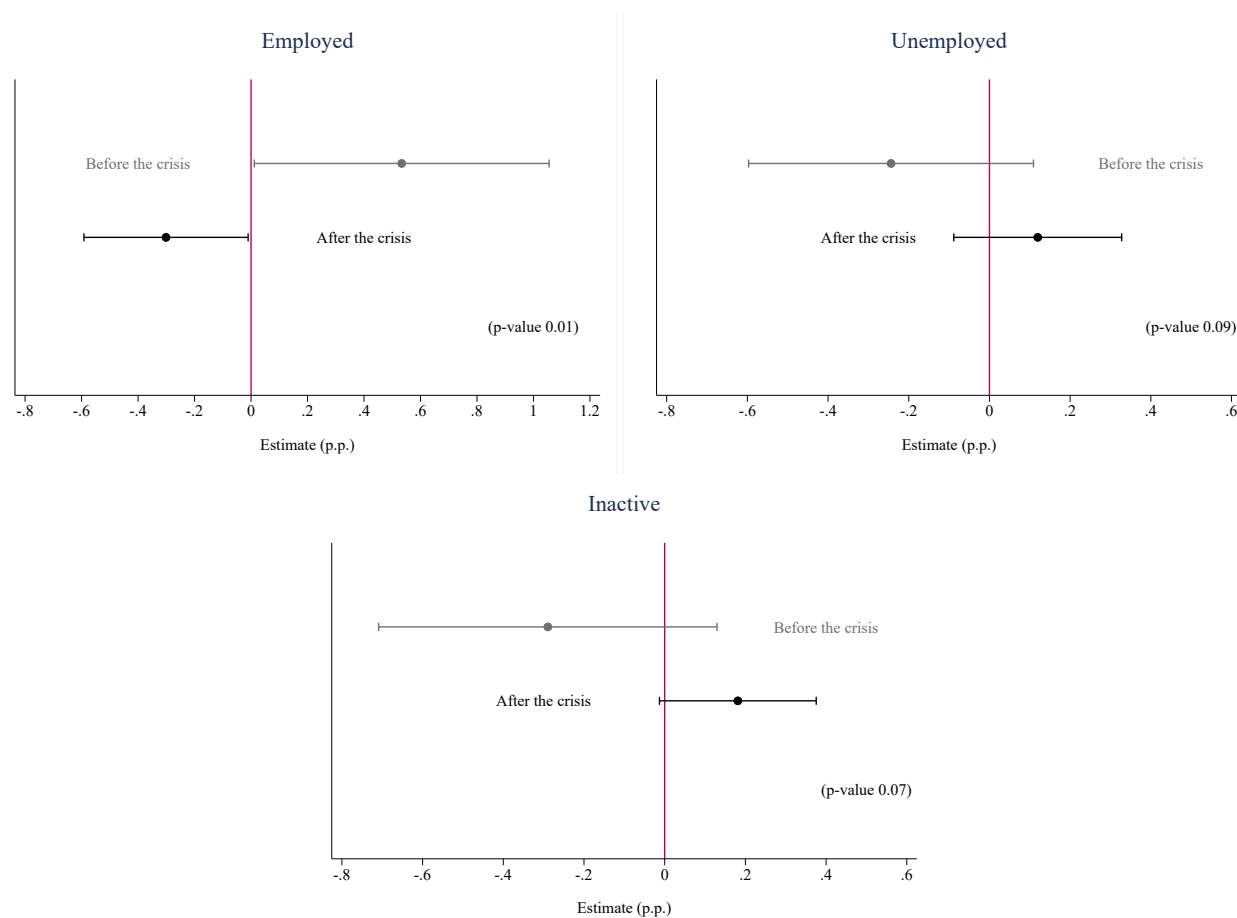 Employed
Before the crisis
After the crisis
(p-value 0.01)
-.8 -.6 -.4 -.2 0 .2 .4 .6 .8 1 1.2
Estimate (p.p.)
Unemployed
Before the crisis
After the crisis
(p-value 0.09)
-.8 -.6 -.4 -.2 0 .2 .4 .6
Estimate (p.p.)
Inactive
Before the crisis
After the crisis
(p-value 0.07)
-.8 -.6 -.4 -.2 0 .2 .4 .6
Estimate (p.p.)